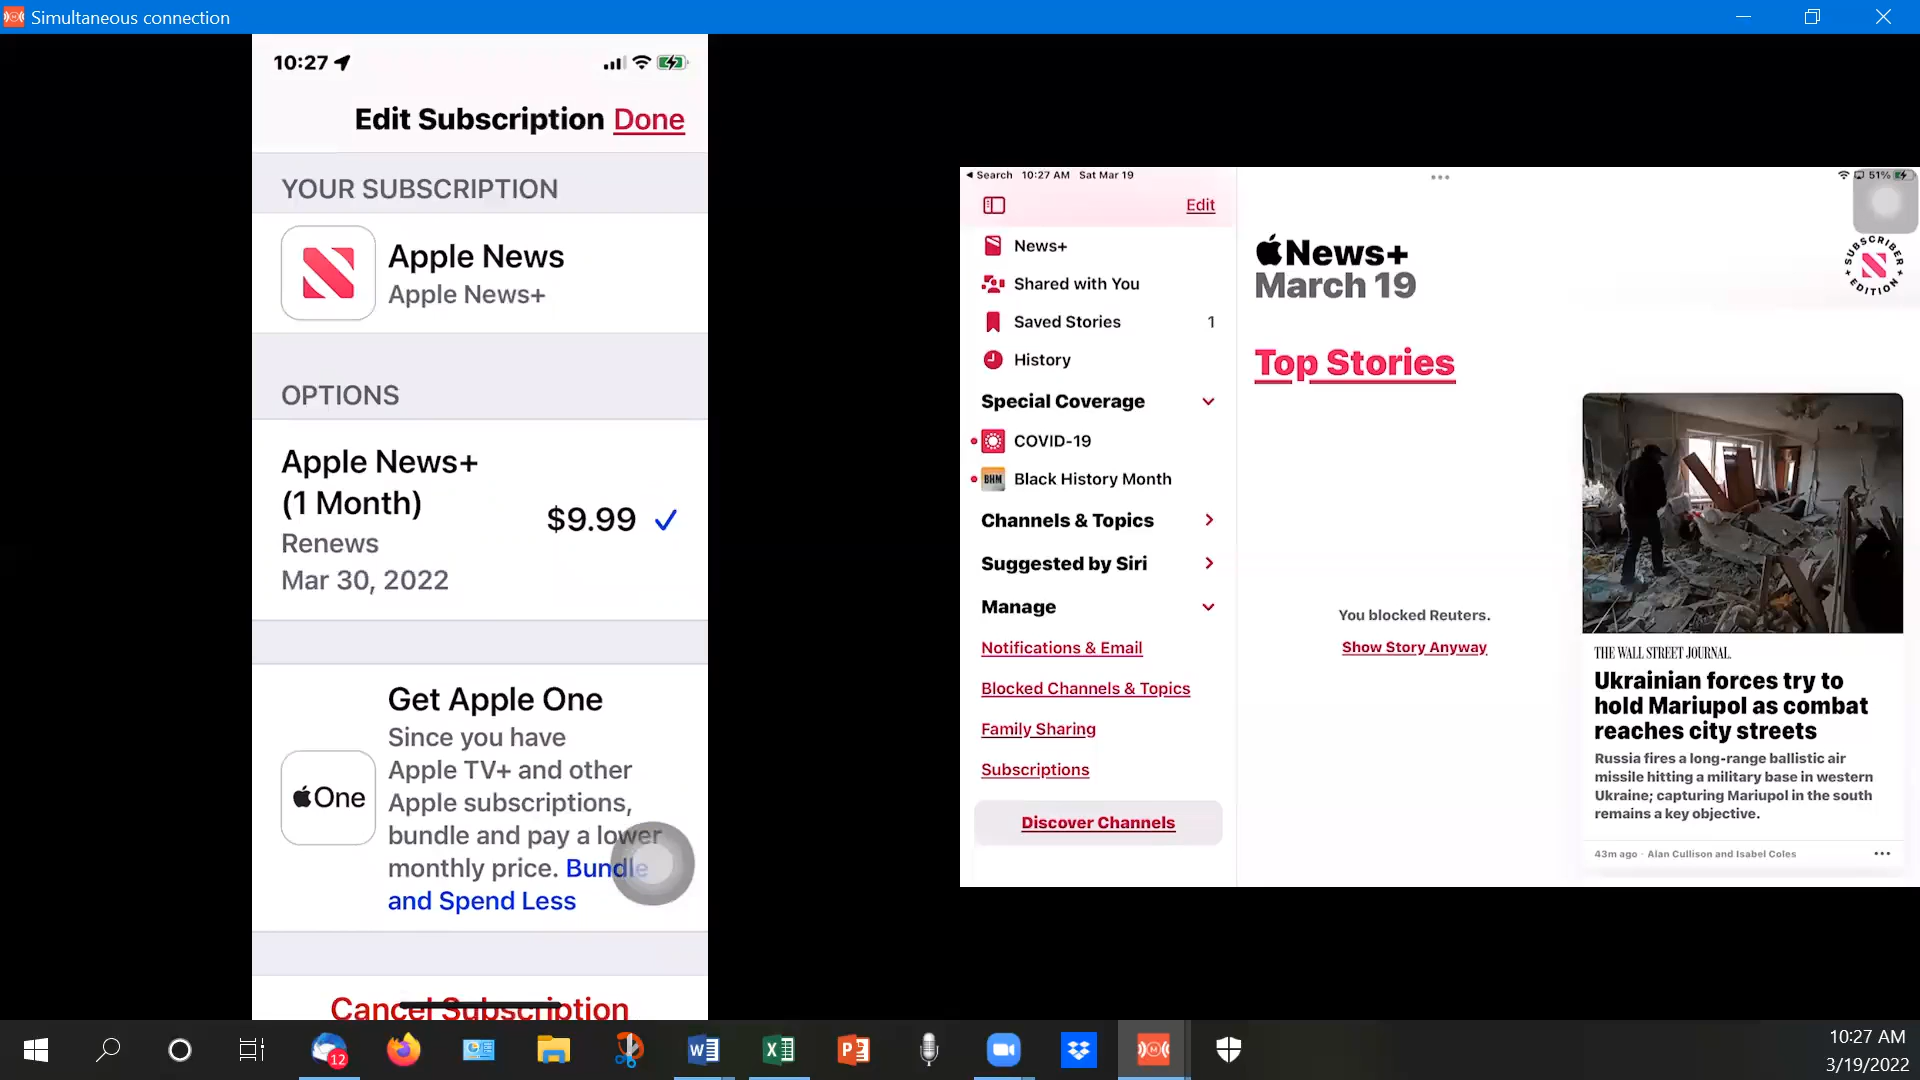 Simultaneous connection
10:27
Edit Subscription Done
YOUR SUBSCRIPTION
Apple News
Apple News+
OPTIONS
Apple News+
(1 Month)
$9.99
Renews
Mar 30, 2022
Get Apple One
Since you have
Apple TV+ and other
Apple subscriptions,
bundle and pay a lower
monthly price. Bundle
and Spend Less
One
Cancel Subscription
Search 10:27 AM Sat Mar 19
51%
Edit
News+
Shared with You
Saved Stories 1
History
Special Coverage
COVID-19
BHM Black History Month
Channels & Topics
Suggested by Siri
Manage
Notifications & Email
Blocked Channels & Topics
Family Sharing
Subscriptions
Discover Channels
News+
March 19
SUBSCRIBER EDITION
Top Stories
You blocked Reuters.
Show Story Anyway
THE WALL STREET JOURNAL.
Ukrainian forces try to
hold Mariupol as combat
reaches city streets
Russia fires a long-range ballistic air
missile hitting a military base in western
Ukraine; capturing Mariupol in the south
remains a key objective.
43m ago · Alan Cullison and Isabel Coles
12
10:27 AM
3/19/2022